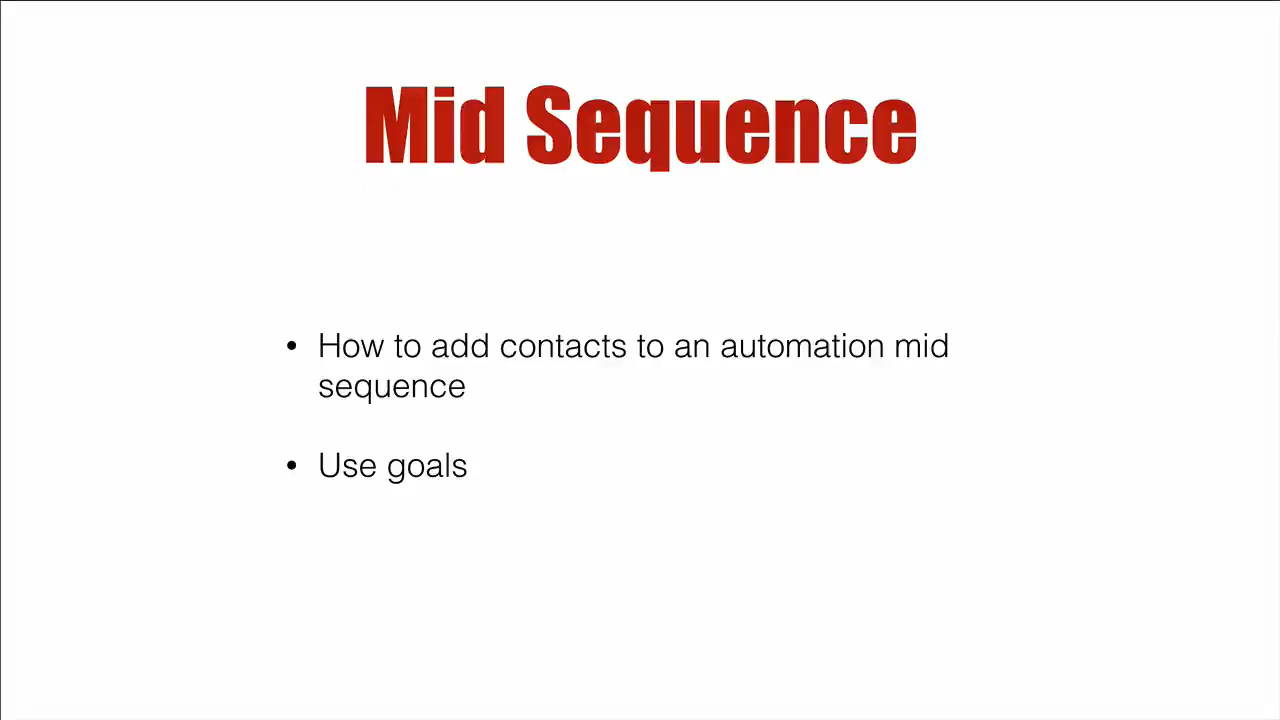 Mid Sequence
• How to add contacts to an automation mid
sequence
• Use goals